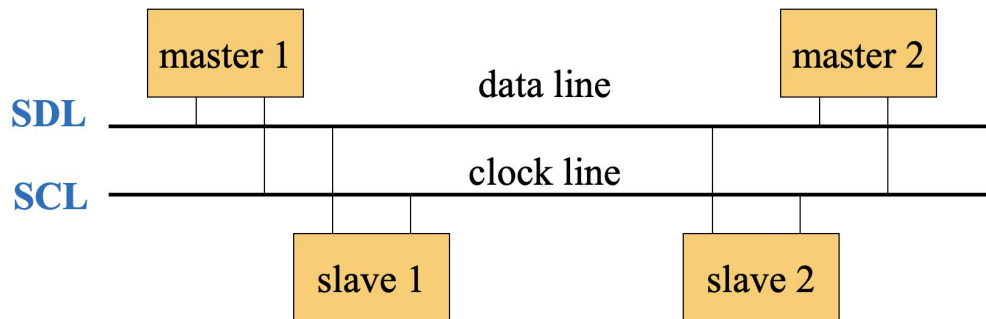 master 1
master 2
data line
SDL
clock line
SCL
slave 1
slave 2